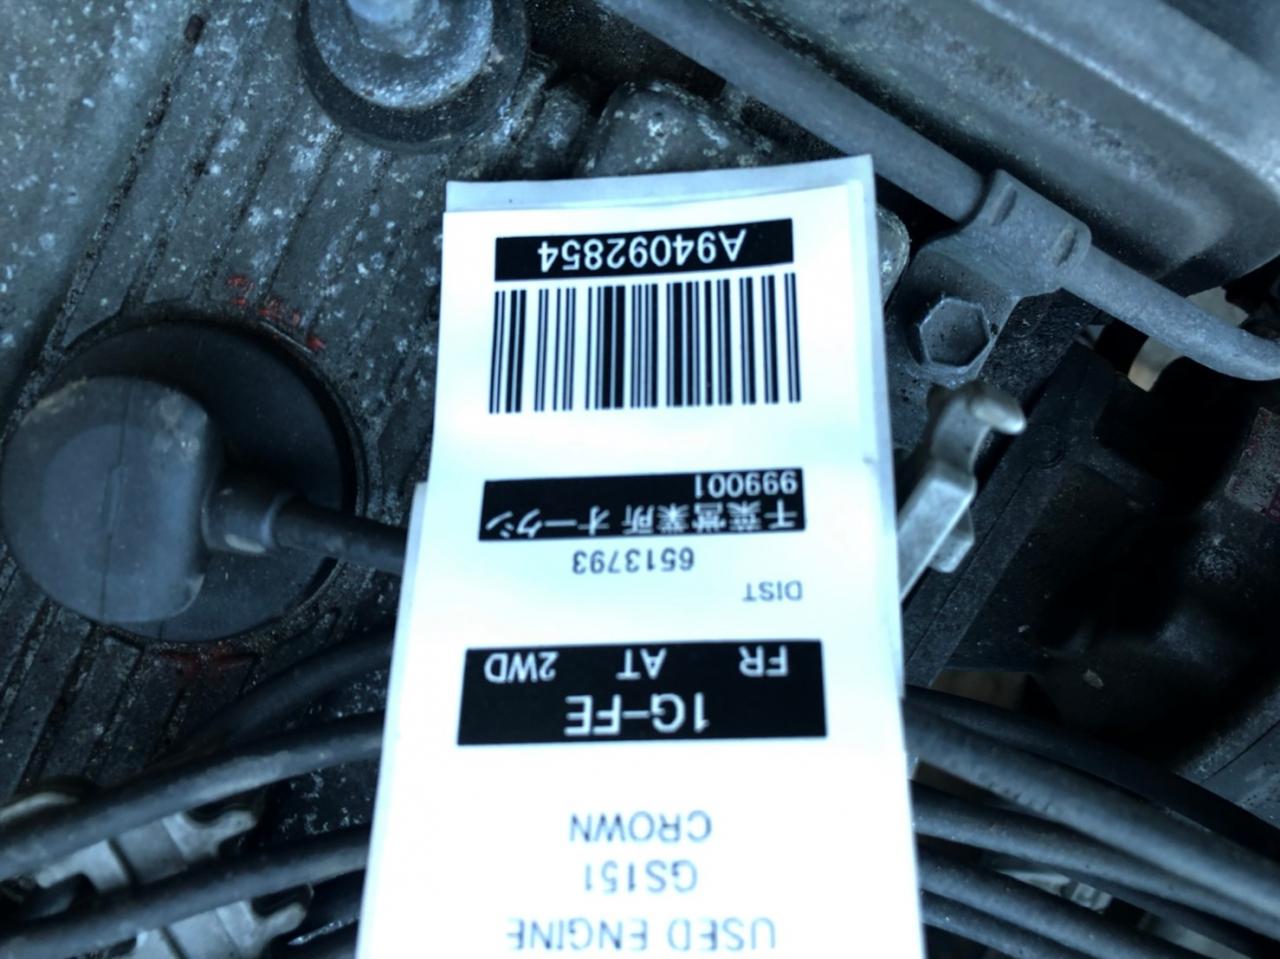 USED ENGINE
GS151
CROWN
1G-FE
FR AT 2WD
DIST
6513793
千葉営業所 オークシ
999001
A94092854